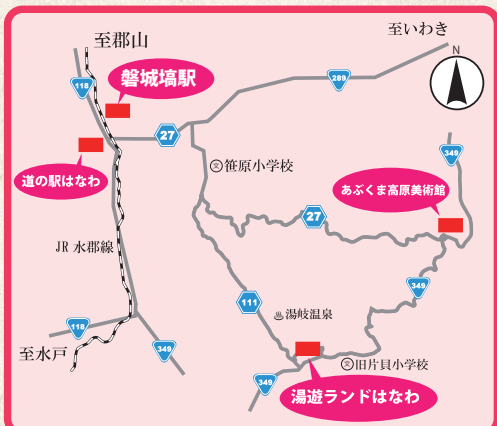 至郡山
至いわき
N
118
磐城塙駅
289
27
349
道の駅はなわ
笹原小学校
あぶくま高原美術館
27
JR水郡線
349
111
湯岐温泉
118
至水戸
349
旧片貝小学校
349
湯遊ランドはなわ